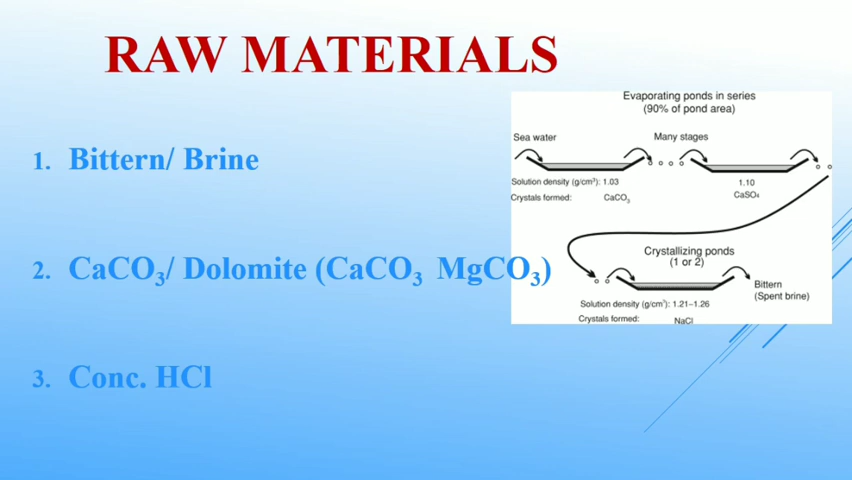 RAW MATERIALS
1. Bittern/ Brine
2. CaCO₃/ Dolomite (CaCO₃ MgCO₃)
3. Conc. HCl
Evaporating ponds in series
(90% of pond area)
Sea water
Many stages
Solution density (g/cm³): 1.03
1.10
Crystals formed: CaCO₃
CaSO₄
Crystallizing ponds
(1 or 2)
Bittern
(Spent brine)
Solution density (g/cm³): 1.21–1.26
Crystals formed: NaCl